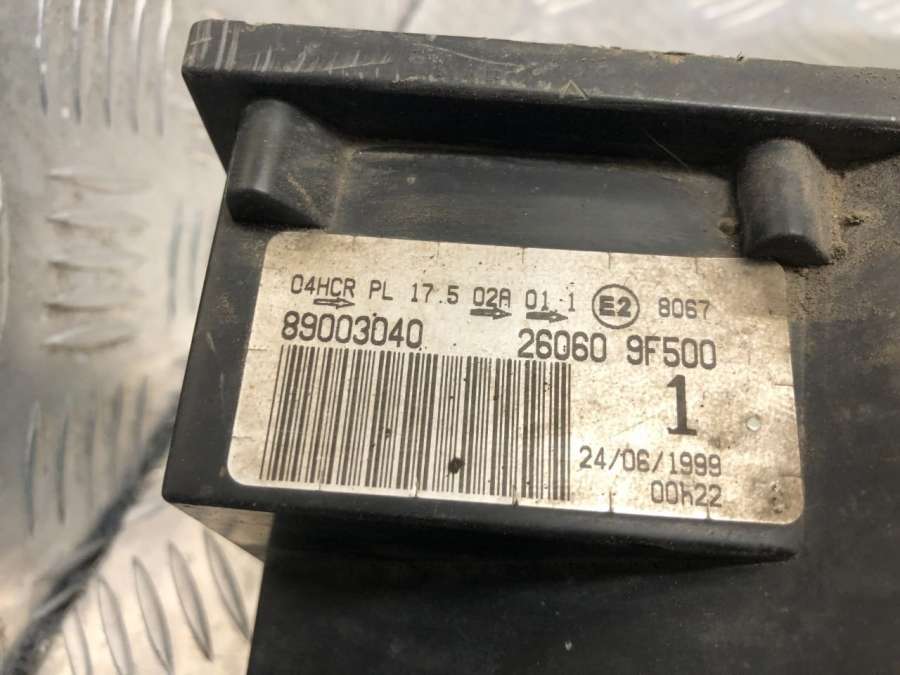 04HCR PL 17.5 02A 01 1 E2 8067
89003040 26060 9F500
1
24/06/1999
00h22